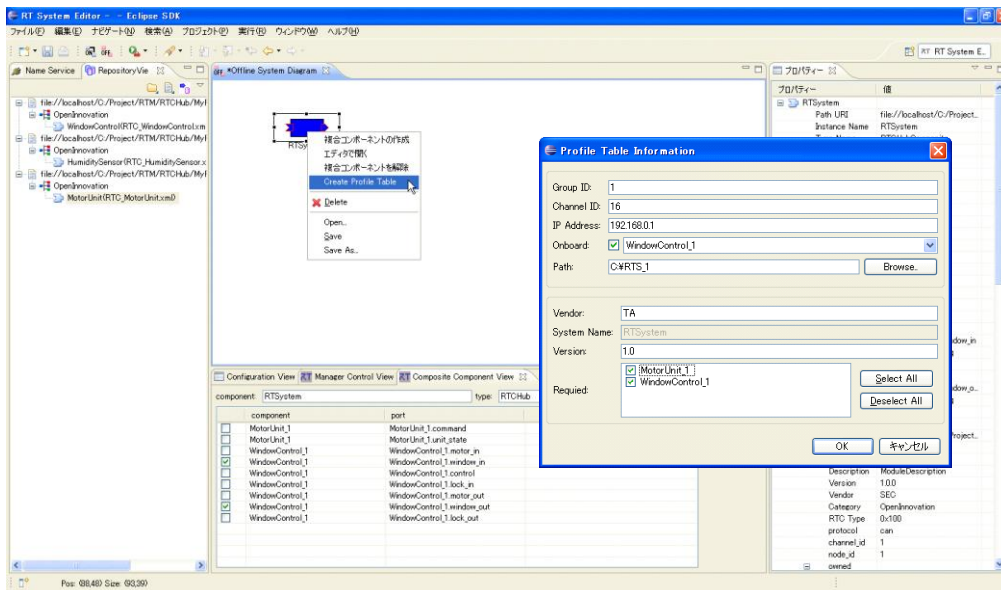 RT System Editor - - Eclipse SDK
ファイル(F) 編集(E) ナビゲート(N) 検索(A) プロジェクト(P) 実行(R) ウィンドウ(W) ヘルプ(H)
RT System E..
Name Service
RepositoryVie
*Offline System Diagram
プロパティー
file://localhost/C:/Project/RTM/RTCHub/My
OpenInnovation
WindowControl(RTC_WindowControl.xm
file://localhost/C:/Project/RTM/RTCHub/My
OpenInnovation
HumiditySensor(RTC_HumiditySensor.x
file://localhost/C:/Project/RTM/RTCHub/My
OpenInnovation
MotorUnit(RTC_MotorUnit.xml)
RTSy
複合コンポーネントの作成
エディタで開く
複合コンポーネントを解除
Create Profile Table
Delete
Open..
Save
Save As..
プロパティー 値
RTSystem
Path URI file://localhost/C:/Project..
Instance Name RTSystem
Profile Table Information
Group ID: 1
Channel ID: 16
IP Address: 192.168.0.1
Onboard: WindowControl_1
Path: C:¥RTS_1 Browse..
Vendor: TA
System Name: RTSystem
Version: 1.0
Requied: MotorUnit_1
WindowControl_1
Select All
Deselect All
OK キャンセル
dow_in
dow_o..
roject..
Configuration View Manager Control View Composite Component View
component: RTSystem type: RTCHub
component port
MotorUnit_1 MotorUnit_1.command
MotorUnit_1 MotorUnit_1.unit_state
WindowControl_1 WindowControl_1.motor_in
WindowControl_1 WindowControl_1.window_in
WindowControl_1 WindowControl_1.control
WindowControl_1 WindowControl_1.lock_in
WindowControl_1 WindowControl_1.motor_out
WindowControl_1 WindowControl_1.window_out
WindowControl_1 WindowControl_1.lock_out
Description ModuleDescription
Version 1.0.0
Vendor SEC
Category OpenInnovation
RTC Type 0x100
protocol can
channel_id 1
node_id 1
owned
Pos: (88,48) Size: (93,39)